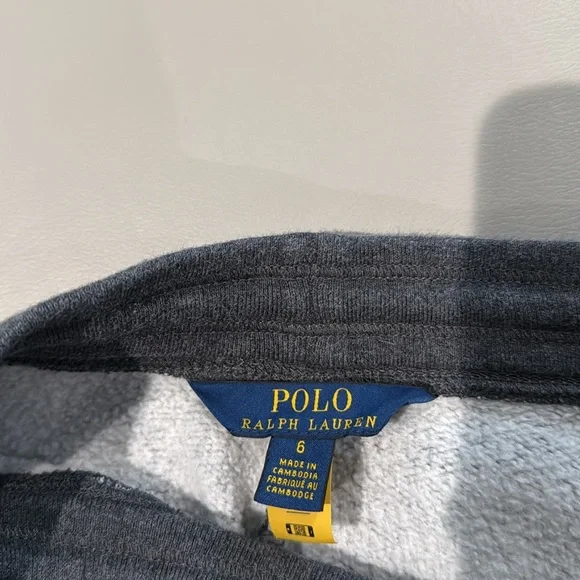 POLO
RALPH LAUREN
6
MADE IN
CAMBODIA
FABRIQUÉ AU
CAMBODGE